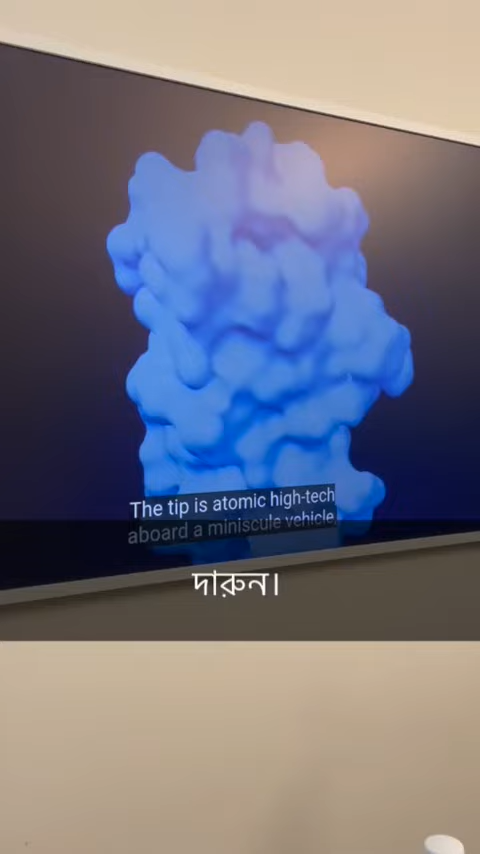 The tip is atomic high-tech
aboard a miniscule vehicle,
দারুন।